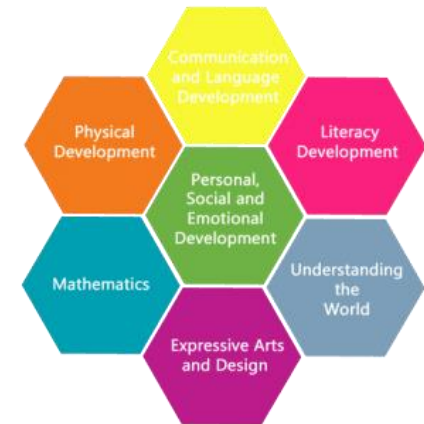 Communication
and Language
Development
Physical
Development
Literacy
Development
Personal,
Social and
Emotional
Development
Mathematics
Understanding
the
World
Expressive Arts
and Design